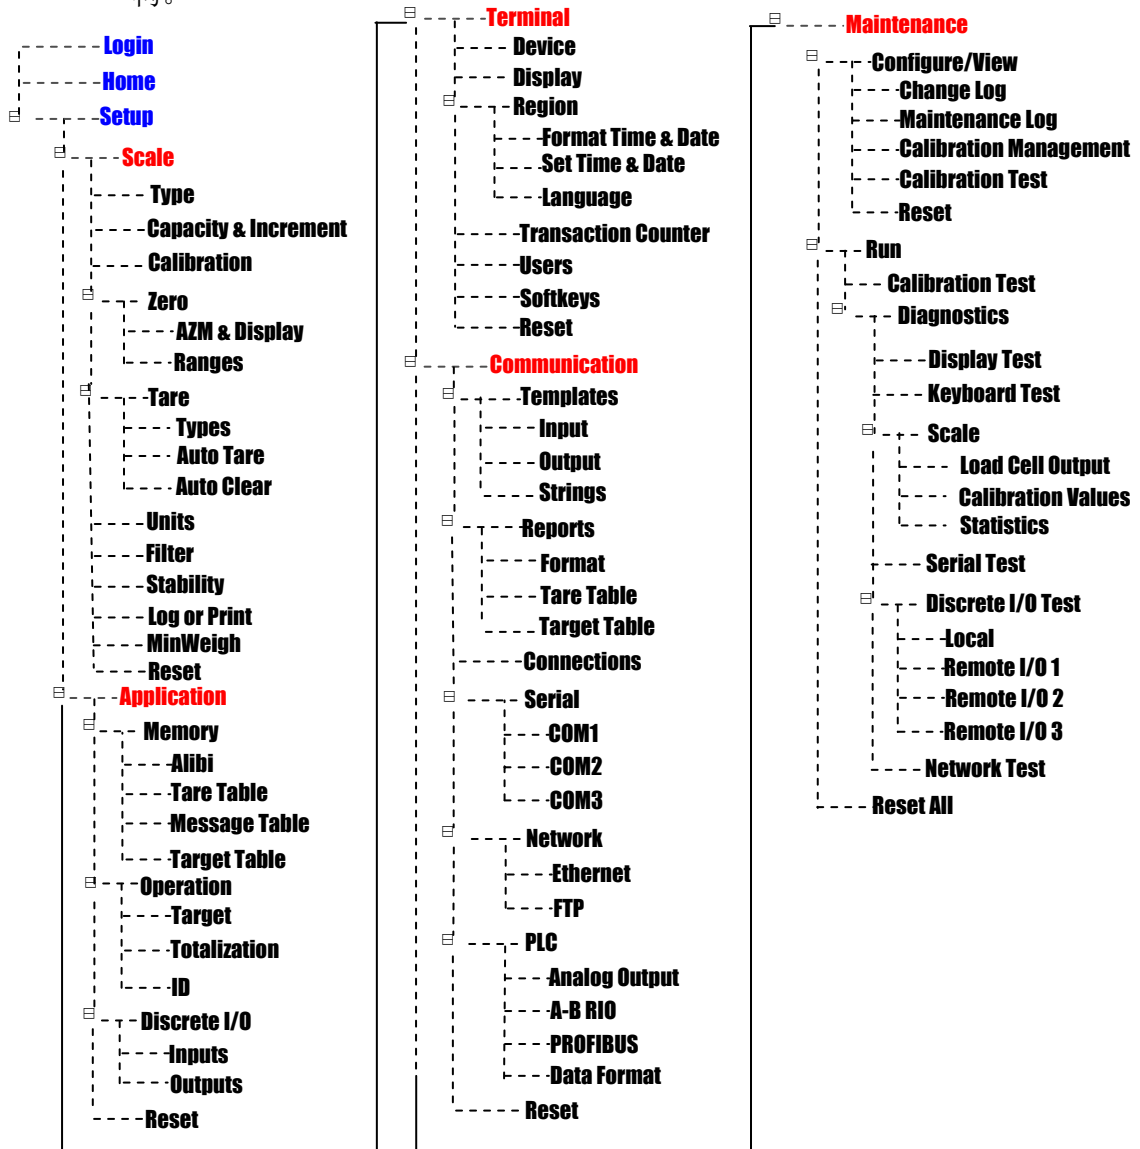 Login
Home
Setup
Scale
Type
Capacity & Increment
Calibration
Zero
AZM & Display
Ranges
Tare
Types
Auto Tare
Auto Clear
Units
Filter
Stability
Log or Print
MinWeigh
Reset
Application
Memory
Alibi
Tare Table
Message Table
Target Table
Operation
Target
Totalization
ID
Discrete I/O
Inputs
Outputs
Reset
Terminal
Device
Display
Region
Format Time & Date
Set Time & Date
Language
Transaction Counter
Users
Softkeys
Reset
Communication
Templates
Input
Output
Strings
Reports
Format
Tare Table
Target Table
Connections
Serial
COM1
COM2
COM3
Network
Ethernet
FTP
PLC
Analog Output
A-B RIO
PROFIBUS
Data Format
Reset
Maintenance
Configure/View
Change Log
Maintenance Log
Calibration Management
Calibration Test
Reset
Run
Calibration Test
Diagnostics
Display Test
Keyboard Test
Scale
Load Cell Output
Calibration Values
Statistics
Serial Test
Discrete I/O Test
Local
Remote I/O 1
Remote I/O 2
Remote I/O 3
Network Test
Reset All